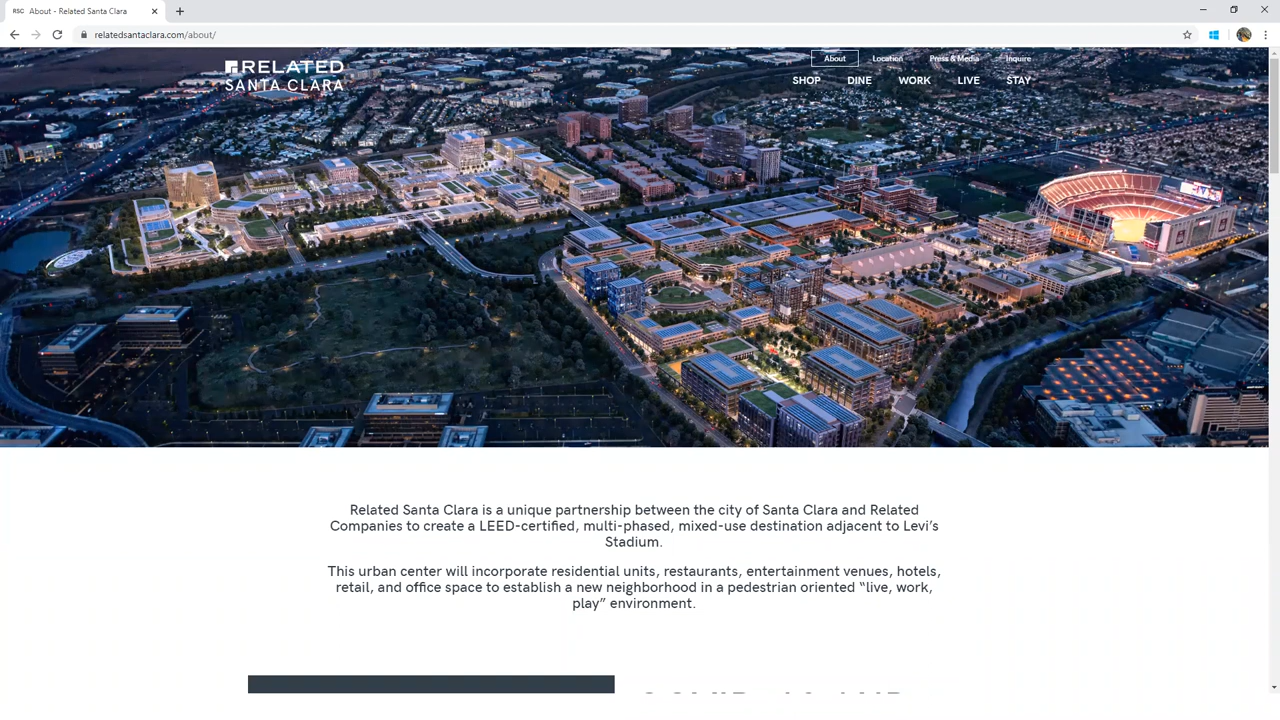 About - Related Santa Clara
relatedsantaclara.com/about/
RELATED
SANTA CLARA
About Location Press & Media Inquire
SHOP DINE WORK LIVE STAY
Related Santa Clara is a unique partnership between the city of Santa Clara and Related
Companies to create a LEED-certified, multi-phased, mixed-use destination adjacent to Levi's
Stadium.
This urban center will incorporate residential units, restaurants, entertainment venues, hotels,
retail, and office space to establish a new neighborhood in a pedestrian oriented “live, work,
play” environment.